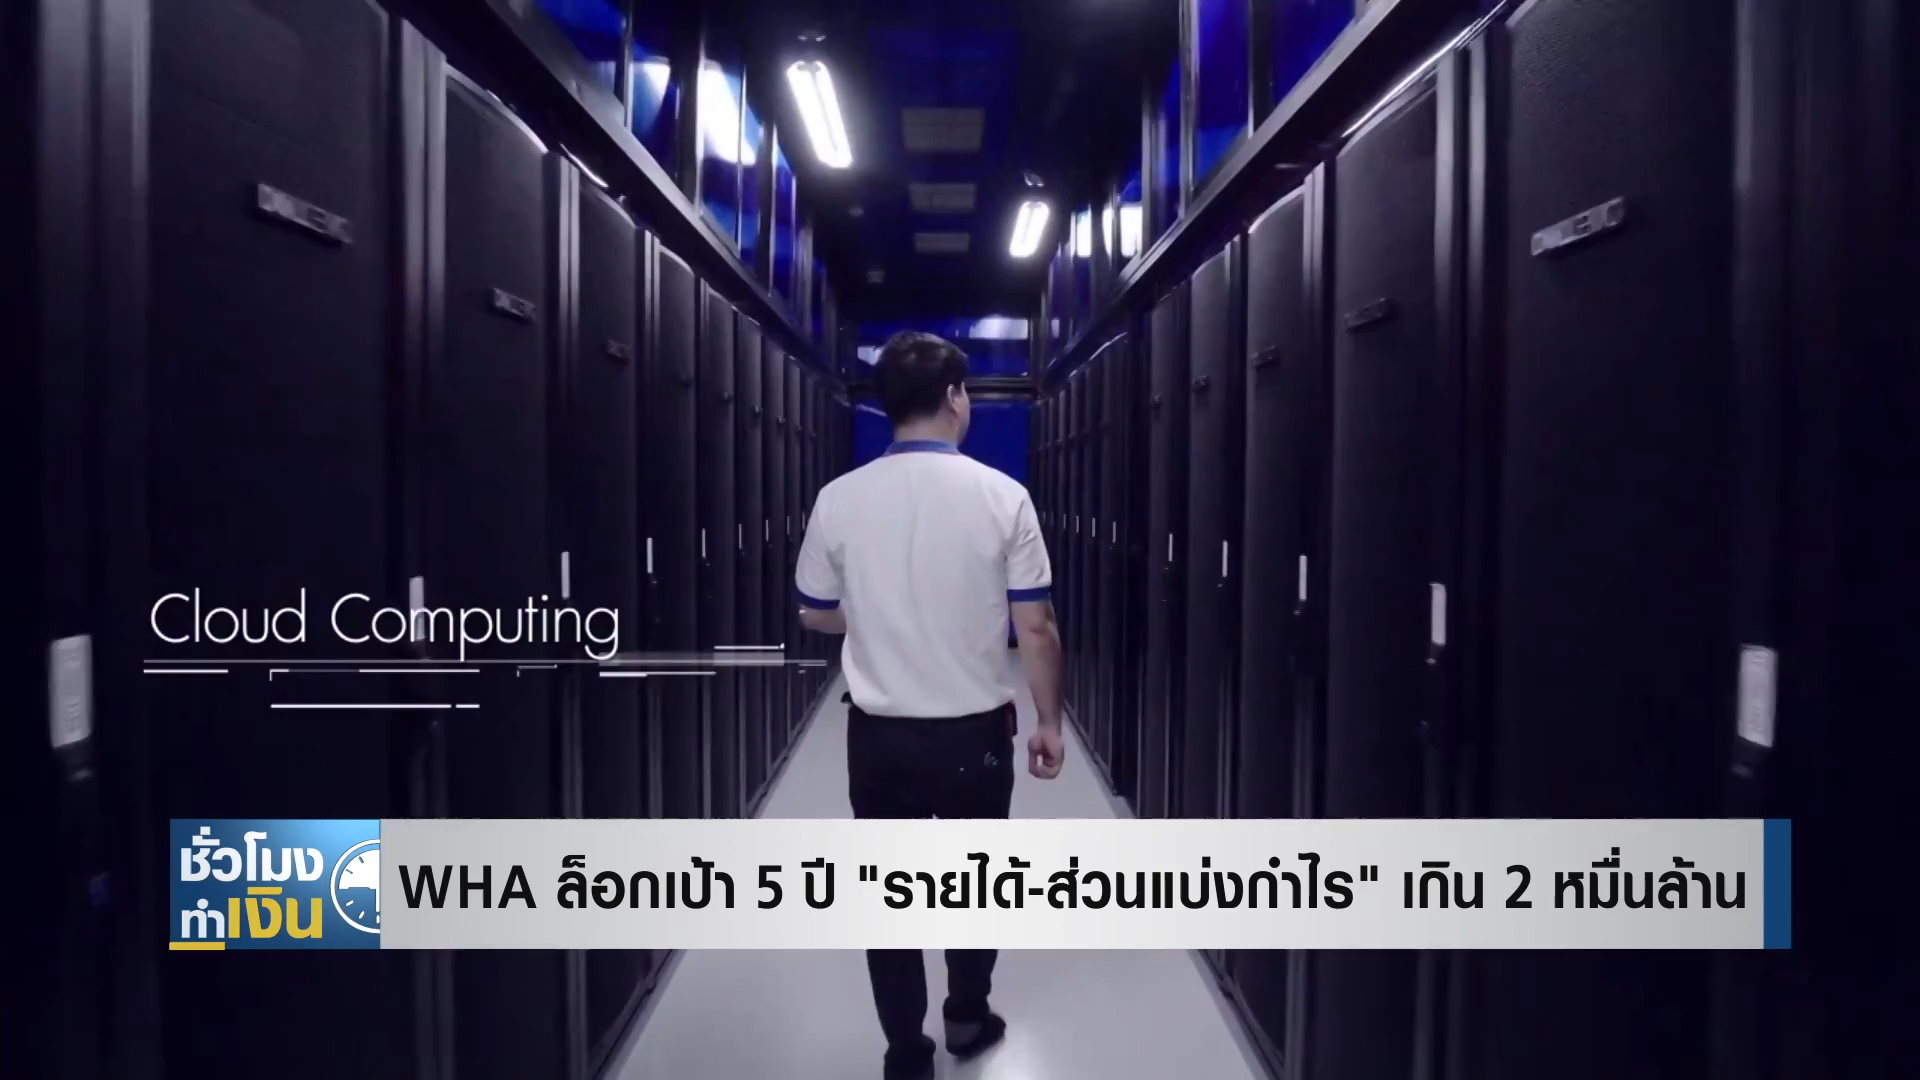 Cloud Computing
ชั่วโมง
ทำเงิน
WHA ล็อกเป้า 5 ปี "รายได้-ส่วนแบ่งกำไร" เกิน 2 หมื่นล้าน